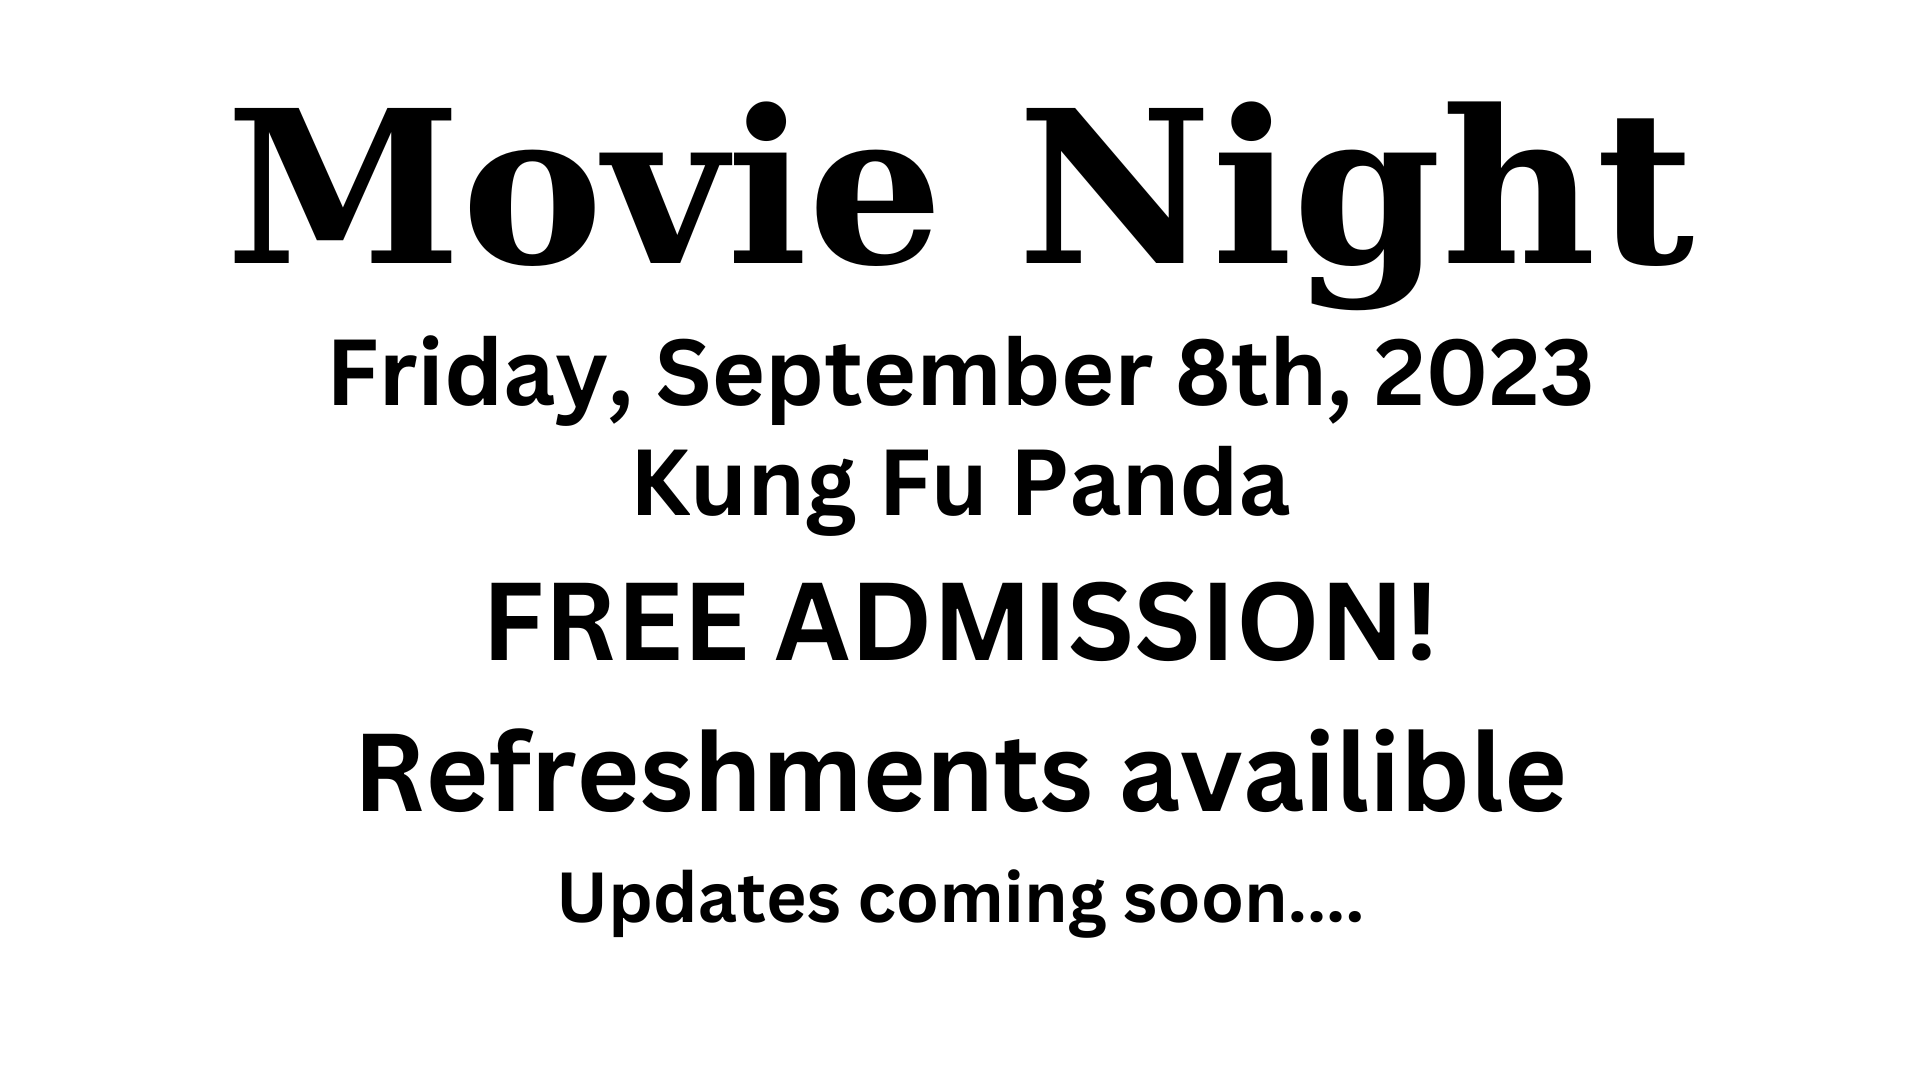 Movie Night
Friday, September 8th, 2023
Kung Fu Panda
FREE ADMISSION!
Refreshments availible
Updates coming soon....